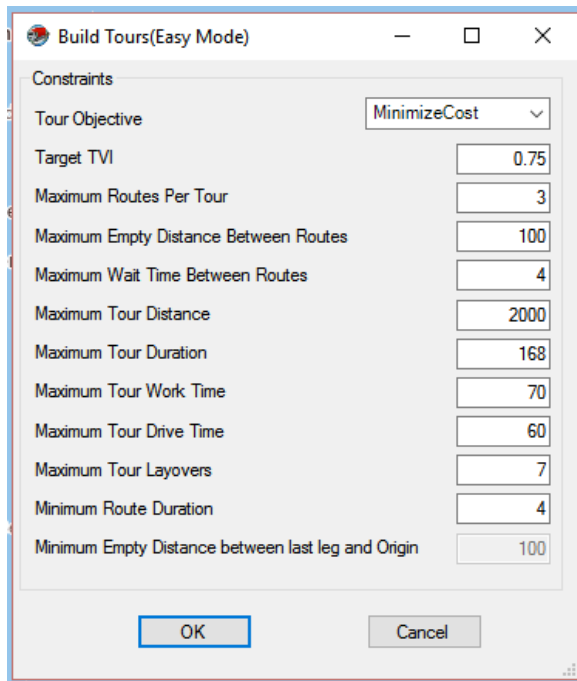 Build Tours(Easy Mode)
Constraints
Tour Objective MinimizeCost
Target TVI 0.75
Maximum Routes Per Tour 3
Maximum Empty Distance Between Routes 100
Maximum Wait Time Between Routes 4
Maximum Tour Distance 2000
Maximum Tour Duration 168
Maximum Tour Work Time 70
Maximum Tour Drive Time 60
Maximum Tour Layovers 7
Minimum Route Duration 4
Minimum Empty Distance between last leg and Origin 100
OK Cancel